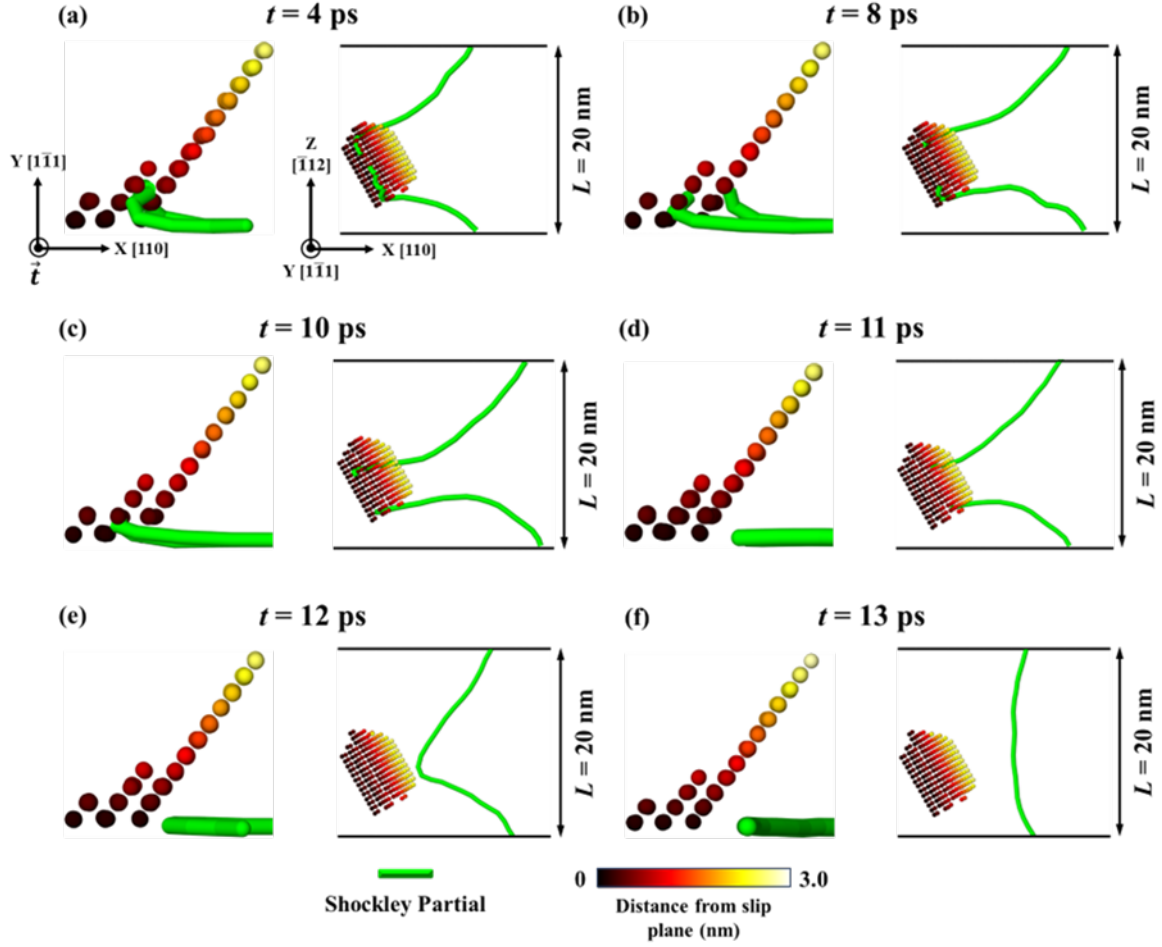 (a) t = 4 ps
(b) t = 8 ps
Y [11̅1]
X [110]
t⃗
Z
[1̅12]
X [110]
Y [11̅1]
L = 20 nm
L = 20 nm
(c) t = 10 ps
(d) t = 11 ps
L = 20 nm
L = 20 nm
(e) t = 12 ps
(f) t = 13 ps
L = 20 nm
L = 20 nm
Shockley Partial
0 3.0
Distance from slip
plane (nm)